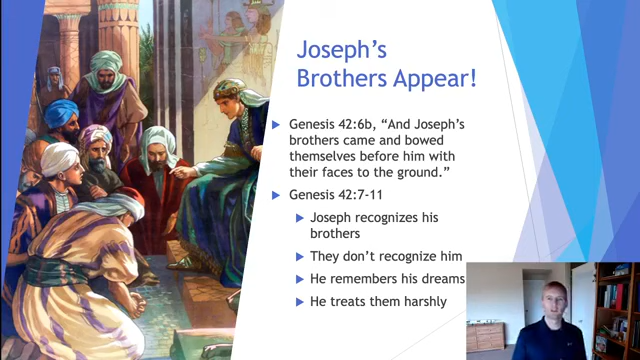 Joseph's
Brothers Appear!
Genesis 42:6b, “And Joseph's
brothers came and bowed
themselves before him with
their faces to the ground.”
Genesis 42:7-11
Joseph recognizes his
brothers
They don't recognize him
He remembers his dreams
He treats them harshly